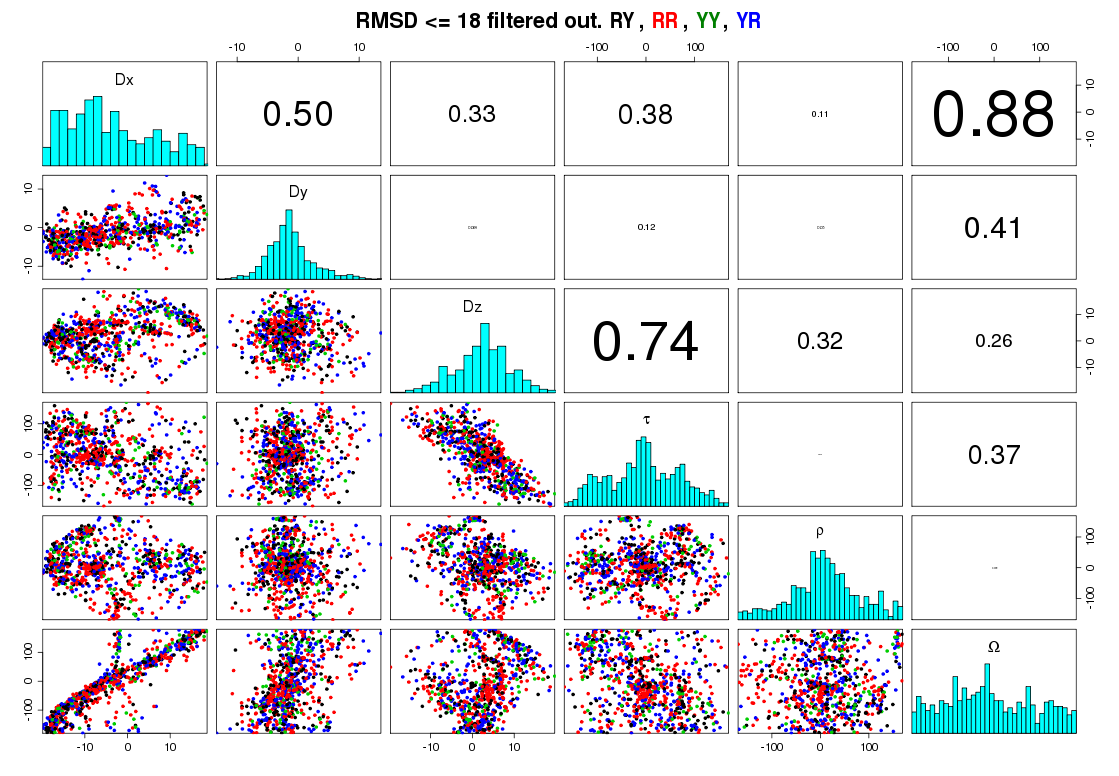 RMSD <= 18 filtered out. RY , RR , YY , YR
-10 0 10 -100 0 100 -100 0 100
Dx 0.50 0.33 0.38 0.11 0.88 -10 0 10
-10 0 10 Dy 0.12 0.41
Dz 0.74 0.32 0.26 -10 0 10
-100 0 100 τ 0.37
ρ -100 0 100
-100 0 100 Ω
-10 0 10 -10 0 10 -100 0 100